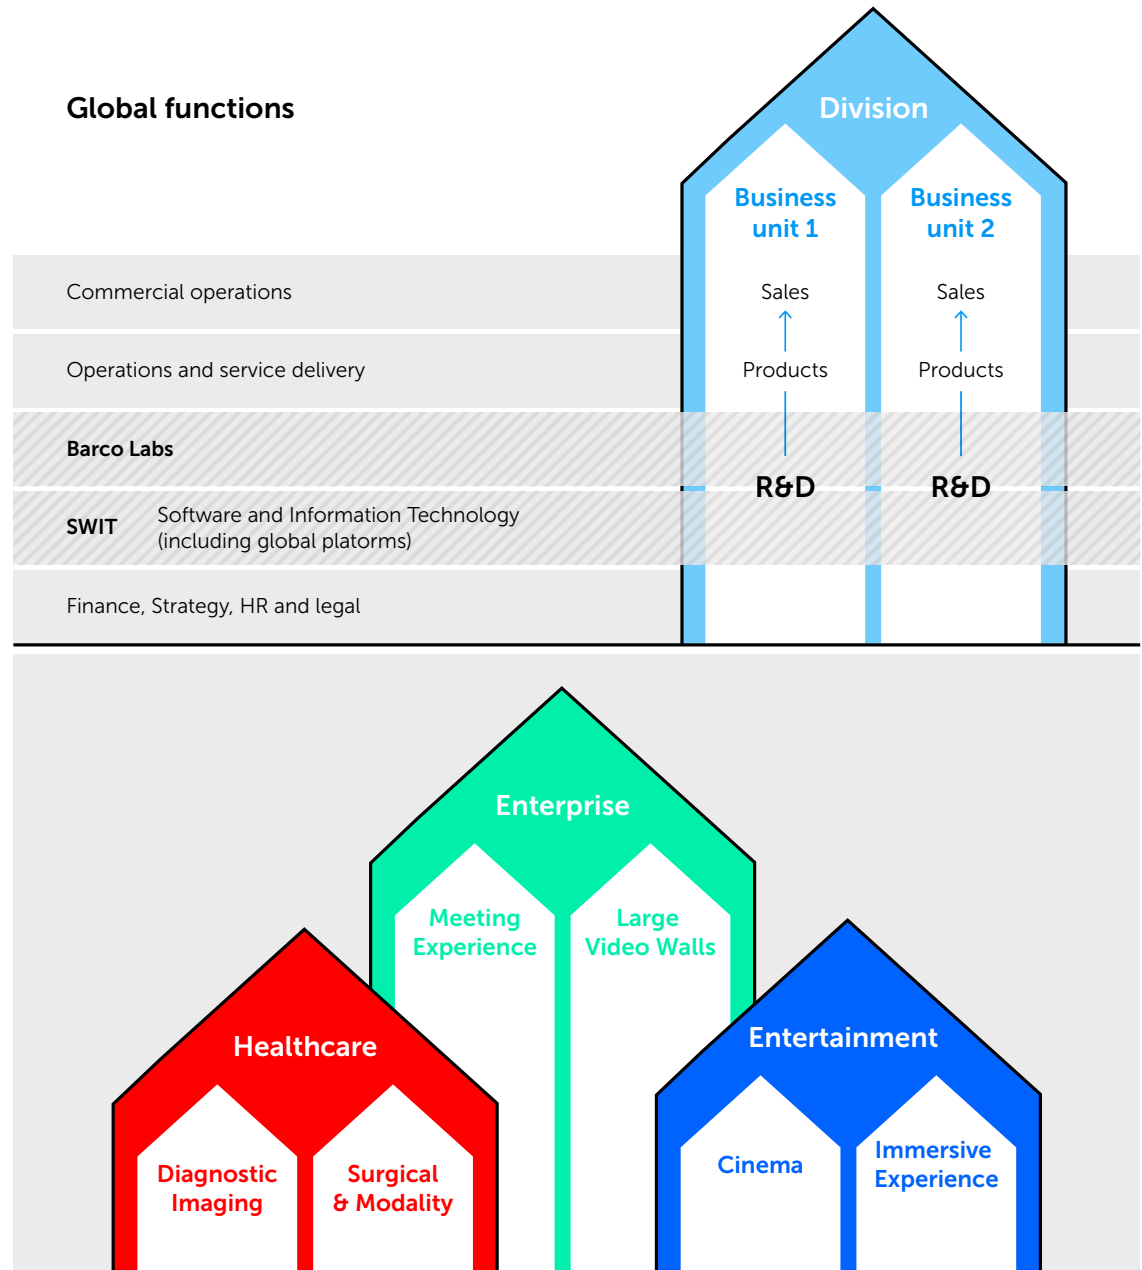 Global functions
Division
Business
unit 1
Business
unit 2
Commercial operations
Sales
Sales
Operations and service delivery
Products
Products
Barco Labs
R&D
R&D
SWIT
Software and Information Technology
(including global platorms)
Finance, Strategy, HR and legal
Enterprise
Meeting
Experience
Large
Video Walls
Healthcare
Diagnostic
Imaging
Surgical
& Modality
Entertainment
Cinema
Immersive
Experience